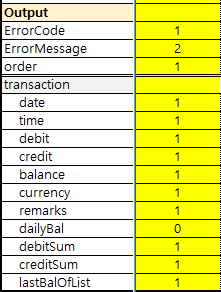 Output
ErrorCode 1
ErrorMessage 2
order 1
transaction
date 1
time 1
debit 1
credit 1
balance 1
currency 1
remarks 1
dailyBal 0
debitSum 1
creditSum 1
lastBalOfList 1